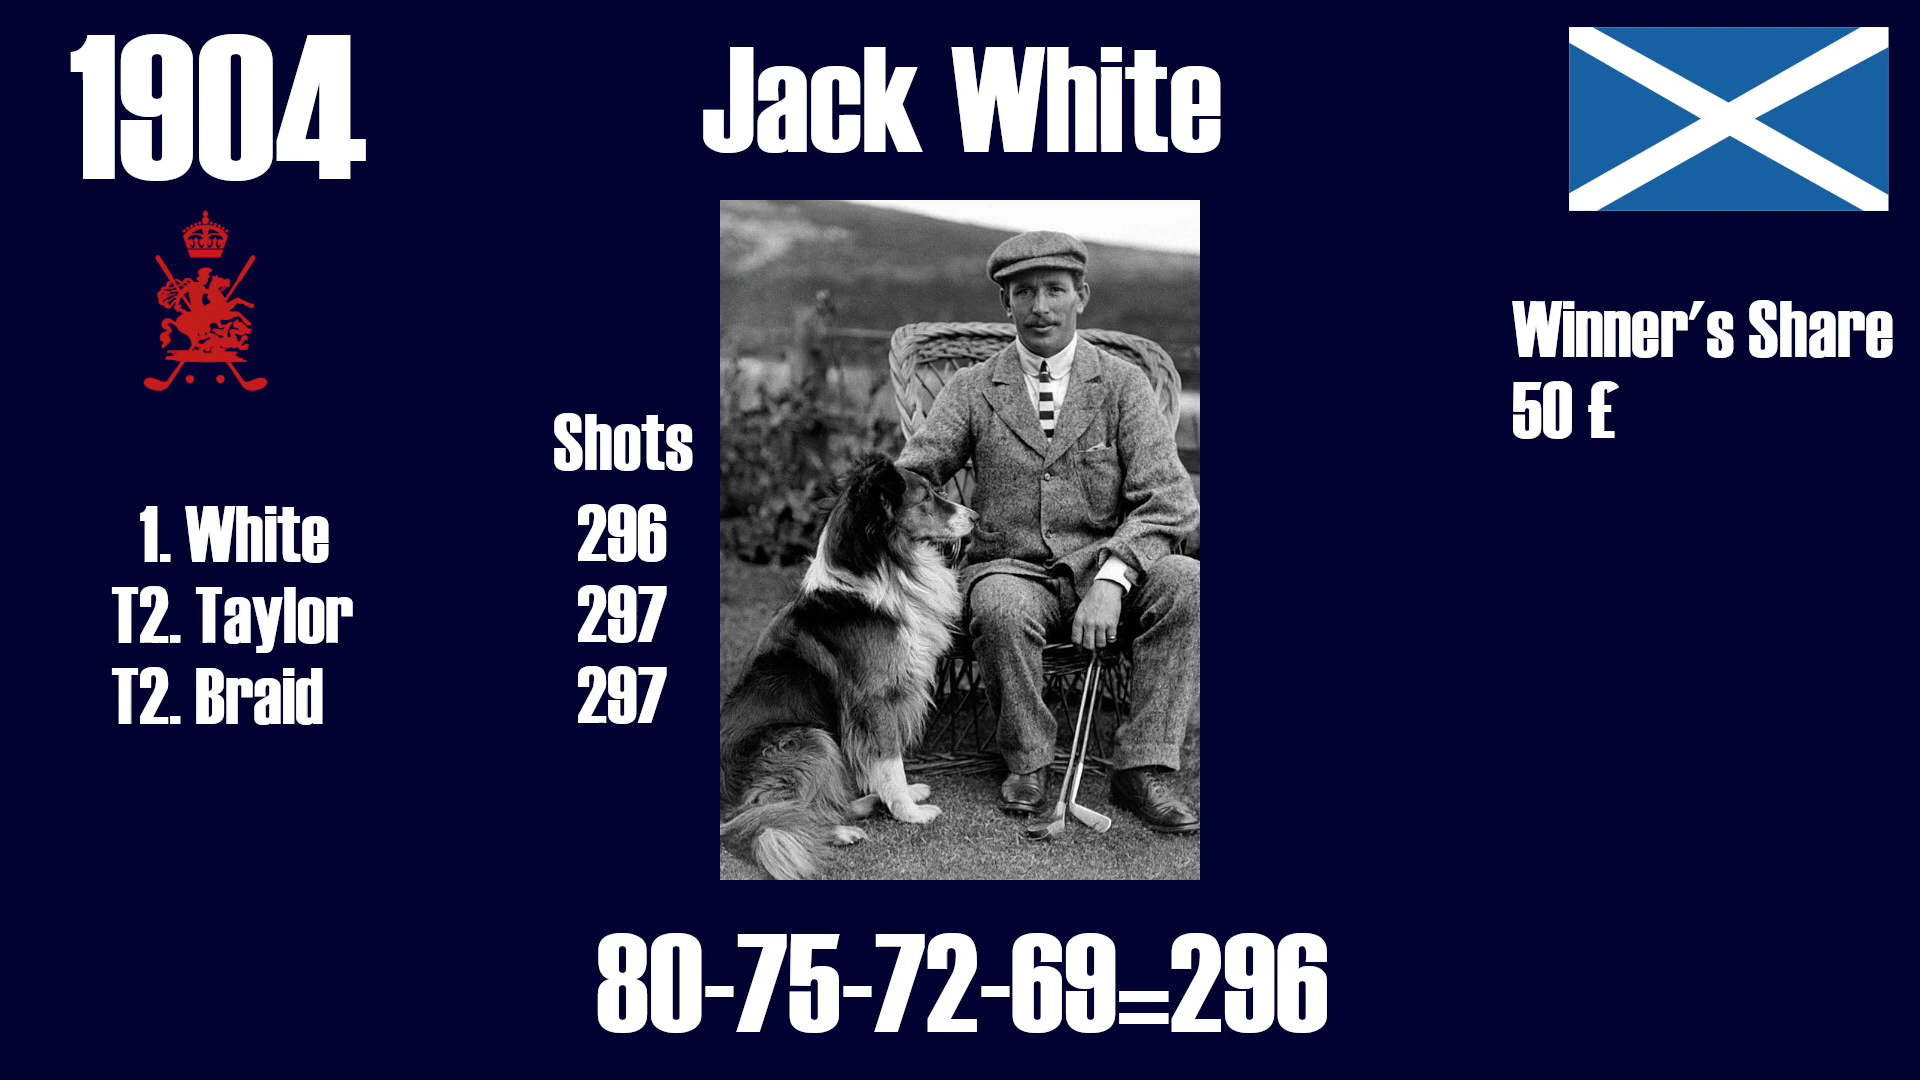 1904
Jack White
Winner's Share
50 £
Shots
1. White 296
T2. Taylor 297
T2. Braid 297
80-75-72-69=296